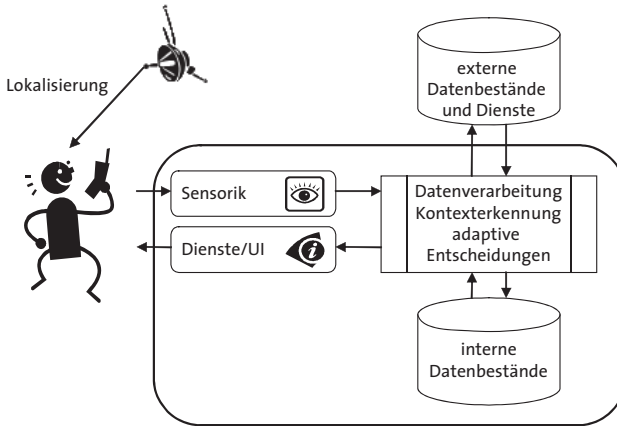 Lokalisierung
externe
Datenbestände
und Dienste
Sensorik
Dienste/UI
i
Datenverarbeitung
Kontexterkennung
adaptive
Entscheidungen
interne
Datenbestände